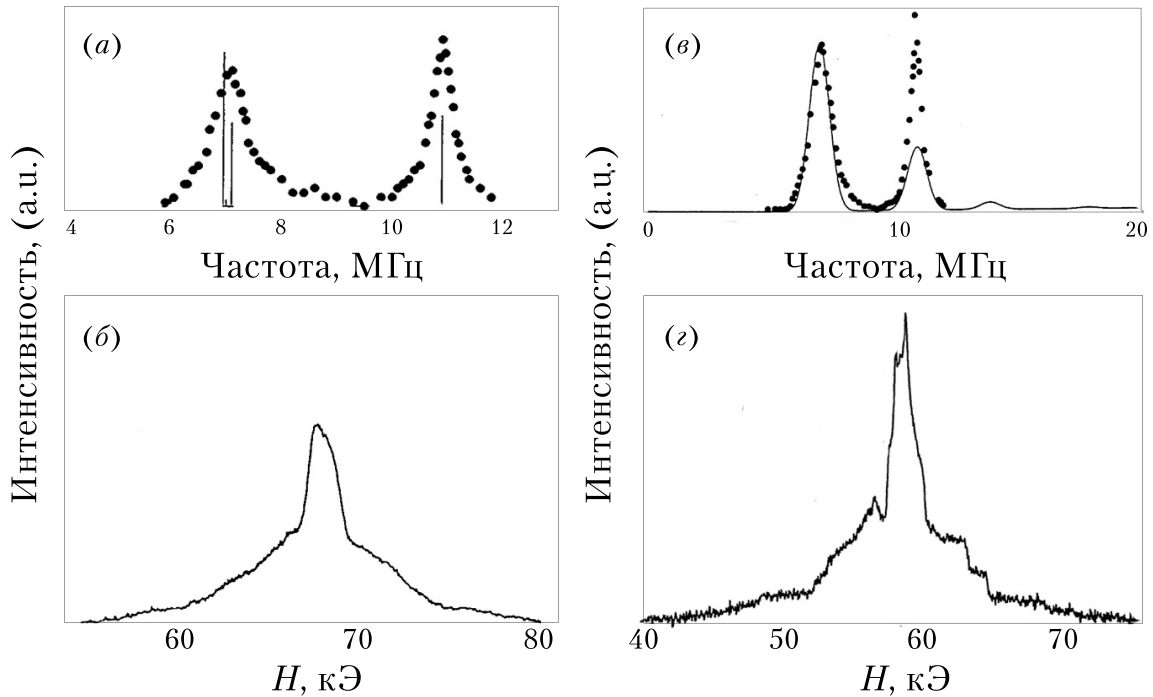 (а)
(в)
4 6 8 10 12
0 10 20
Частота, МГц
Частота, МГц
Интенсивность, (a.u.)
Интенсивность, (a.u.)
(б)
(г)
60 70 80
40 50 60 70
H, кЭ
H, кЭ